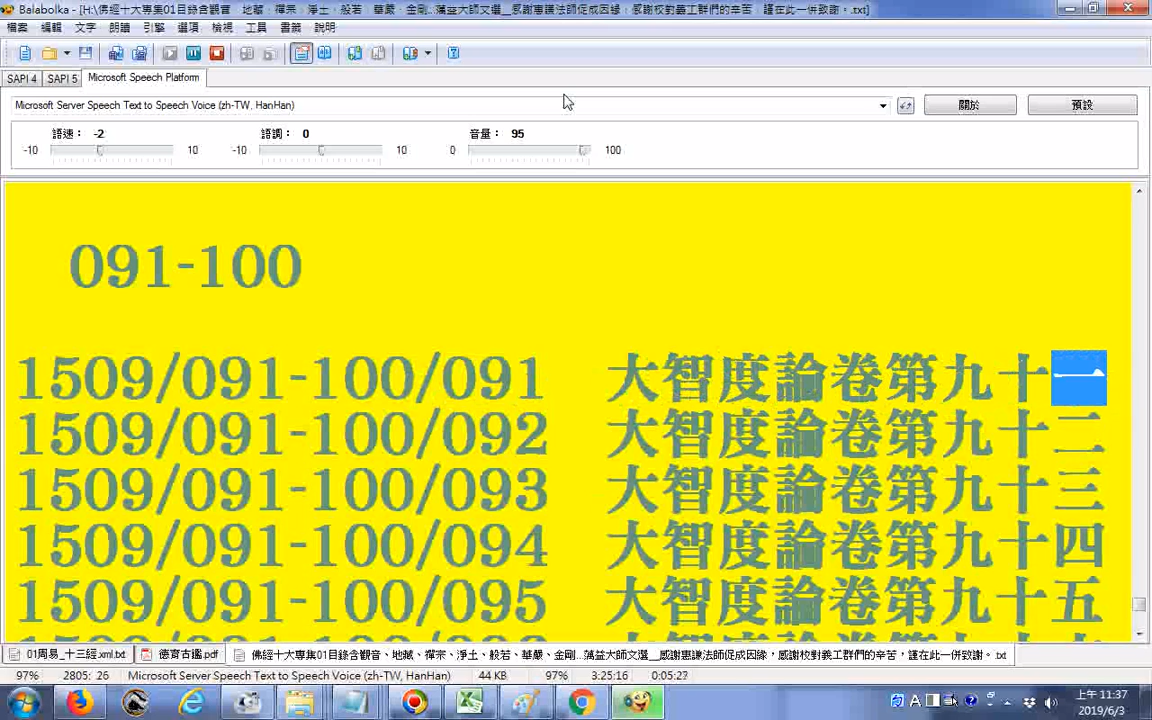 Balabolka - [H:\佛經十大專集01目錄含觀音、地藏、禪宗、淨土、般若、華嚴、金剛...蕅益大師文選__感謝惠謙法師促成因緣，感謝校對義工群們的辛苦，謹在此一併致謝。.txt]
檔案 編輯 文字 朗讀 引擎 選項 檢視 工具 書籤 說明
SAPI 4 SAPI 5 Microsoft Speech Platform
Microsoft Server Speech Text to Speech Voice (zh-TW, HanHan) 關於 預設
語速： -2 語調： 0 音量： 95
-10 10 -10 10 0 100
091-100
1509/091-100/091 大智度論卷第九十一
1509/091-100/092 大智度論卷第九十二
1509/091-100/093 大智度論卷第九十三
1509/091-100/094 大智度論卷第九十四
1509/091-100/095 大智度論卷第九十五
01周易_十三經.xml.txt 德育古鑑.pdf 佛經十大專集01目錄含觀音、地藏、禪宗、淨土、般若、華嚴、金剛...蕅益大師文選__感謝惠謙法師促成因緣，感謝校對義工群們的辛苦，謹在此一併致謝。.txt
97% 2805: 26 Microsoft Server Speech Text to Speech Voice (zh-TW, HanHan) 44 KB 97% 3:25:16 0:05:27
上午 11:37
2019/6/3